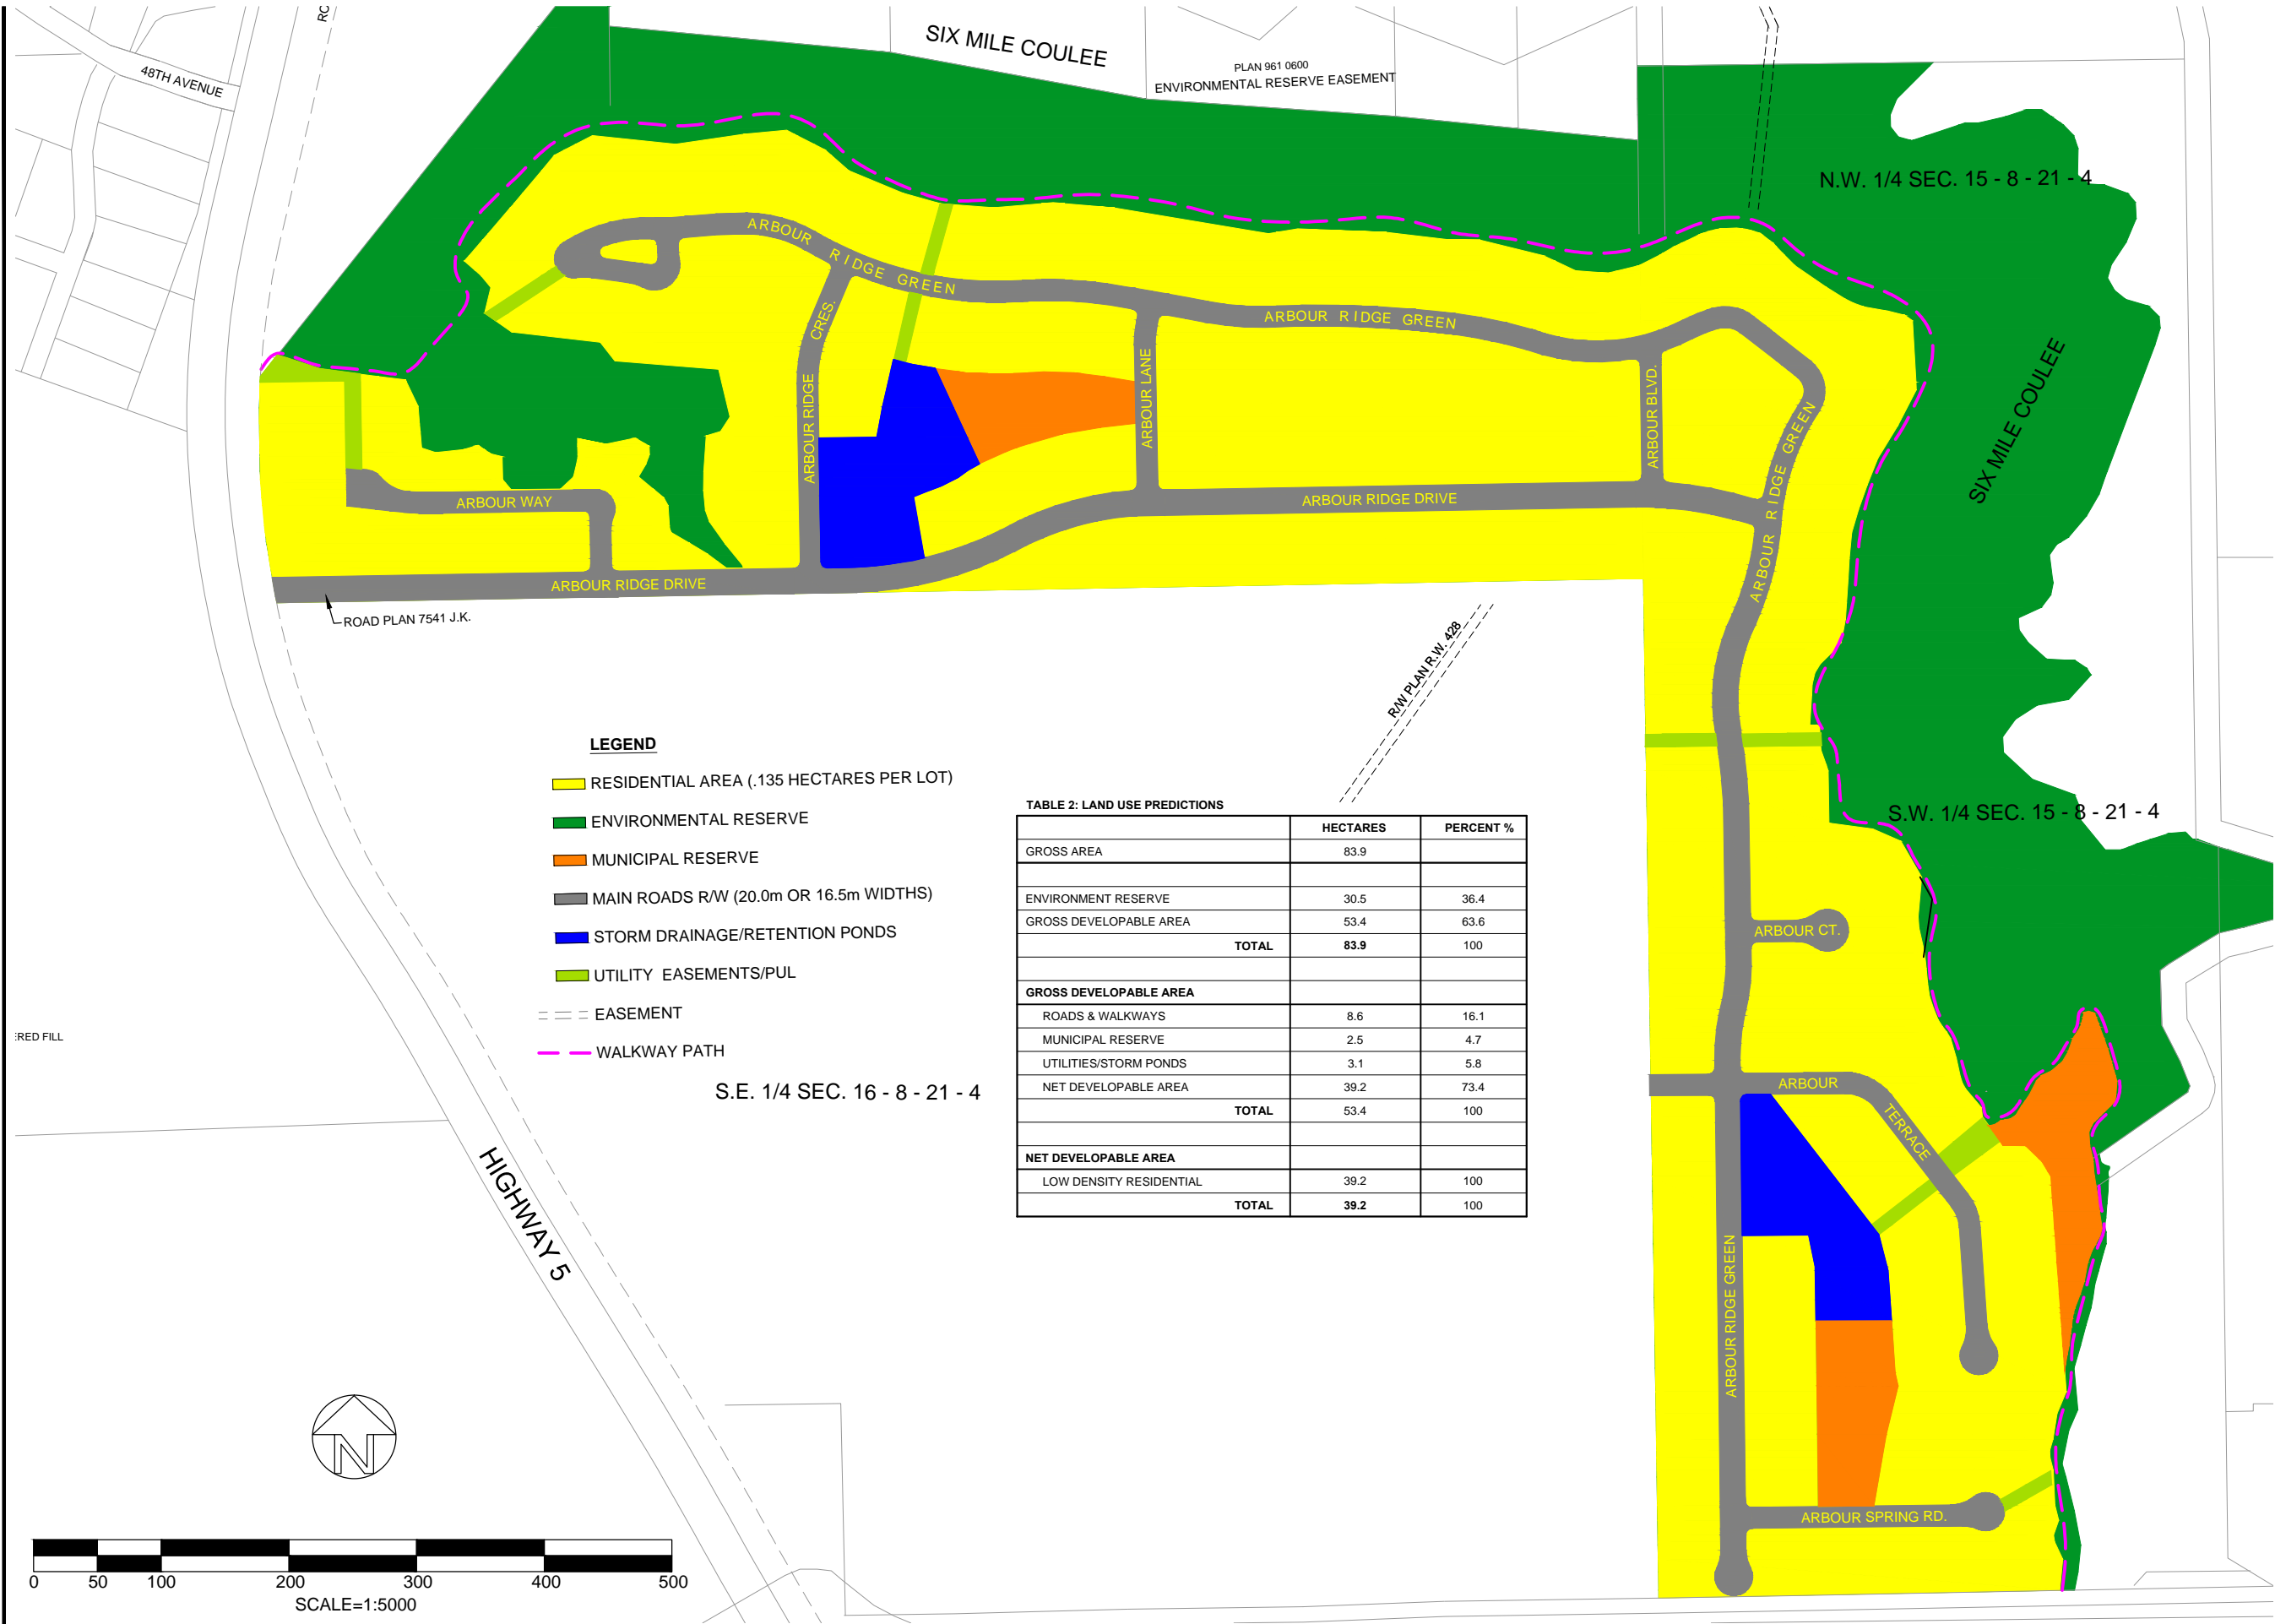 SIX MILE COULEE
PLAN 961 0600
ENVIRONMENTAL RESERVE EASEMENT
48TH AVENUE
N.W. 1/4 SEC. 15 - 8 - 21 - 4
ARBOUR RIDGE GREEN
ARBOUR RIDGE GREEN
ARBOUR RIDGE CRES.
ARBOUR LANE
ARBOUR BLVD.
ARBOUR RIDGE GREEN
ARBOUR RIDGE GREEN
SIX MILE COULEE
ARBOUR WAY
ARBOUR RIDGE DRIVE
ARBOUR RIDGE DRIVE
ROAD PLAN 7541 J.K.
R/W PLAN R.W. 428
LEGEND
RESIDENTIAL AREA (.135 HECTARES PER LOT)
ENVIRONMENTAL RESERVE
MUNICIPAL RESERVE
MAIN ROADS R/W (20.0m OR 16.5m WIDTHS)
STORM DRAINAGE/RETENTION PONDS
UTILITY EASEMENTS/PUL
EASEMENT
WALKWAY PATH
S.E. 1/4 SEC. 16 - 8 - 21 - 4
TABLE 2: LAND USE PREDICTIONS
HECTARES PERCENT %
GROSS AREA 83.9
ENVIRONMENT RESERVE 30.5 36.4
GROSS DEVELOPABLE AREA 53.4 63.6
TOTAL 83.9 100
GROSS DEVELOPABLE AREA
ROADS & WALKWAYS 8.6 16.1
MUNICIPAL RESERVE 2.5 4.7
UTILITIES/STORM PONDS 3.1 5.8
NET DEVELOPABLE AREA 39.2 73.4
TOTAL 53.4 100
NET DEVELOPABLE AREA
LOW DENSITY RESIDENTIAL 39.2 100
TOTAL 39.2 100
S.W. 1/4 SEC. 15 - 8 - 21 - 4
ARBOUR CT.
ARBOUR TERRACE
ARBOUR RIDGE GREEN
ARBOUR SPRING RD.
ERED FILL
HIGHWAY 5
N
0 50 100 200 300 400 500
SCALE=1:5000